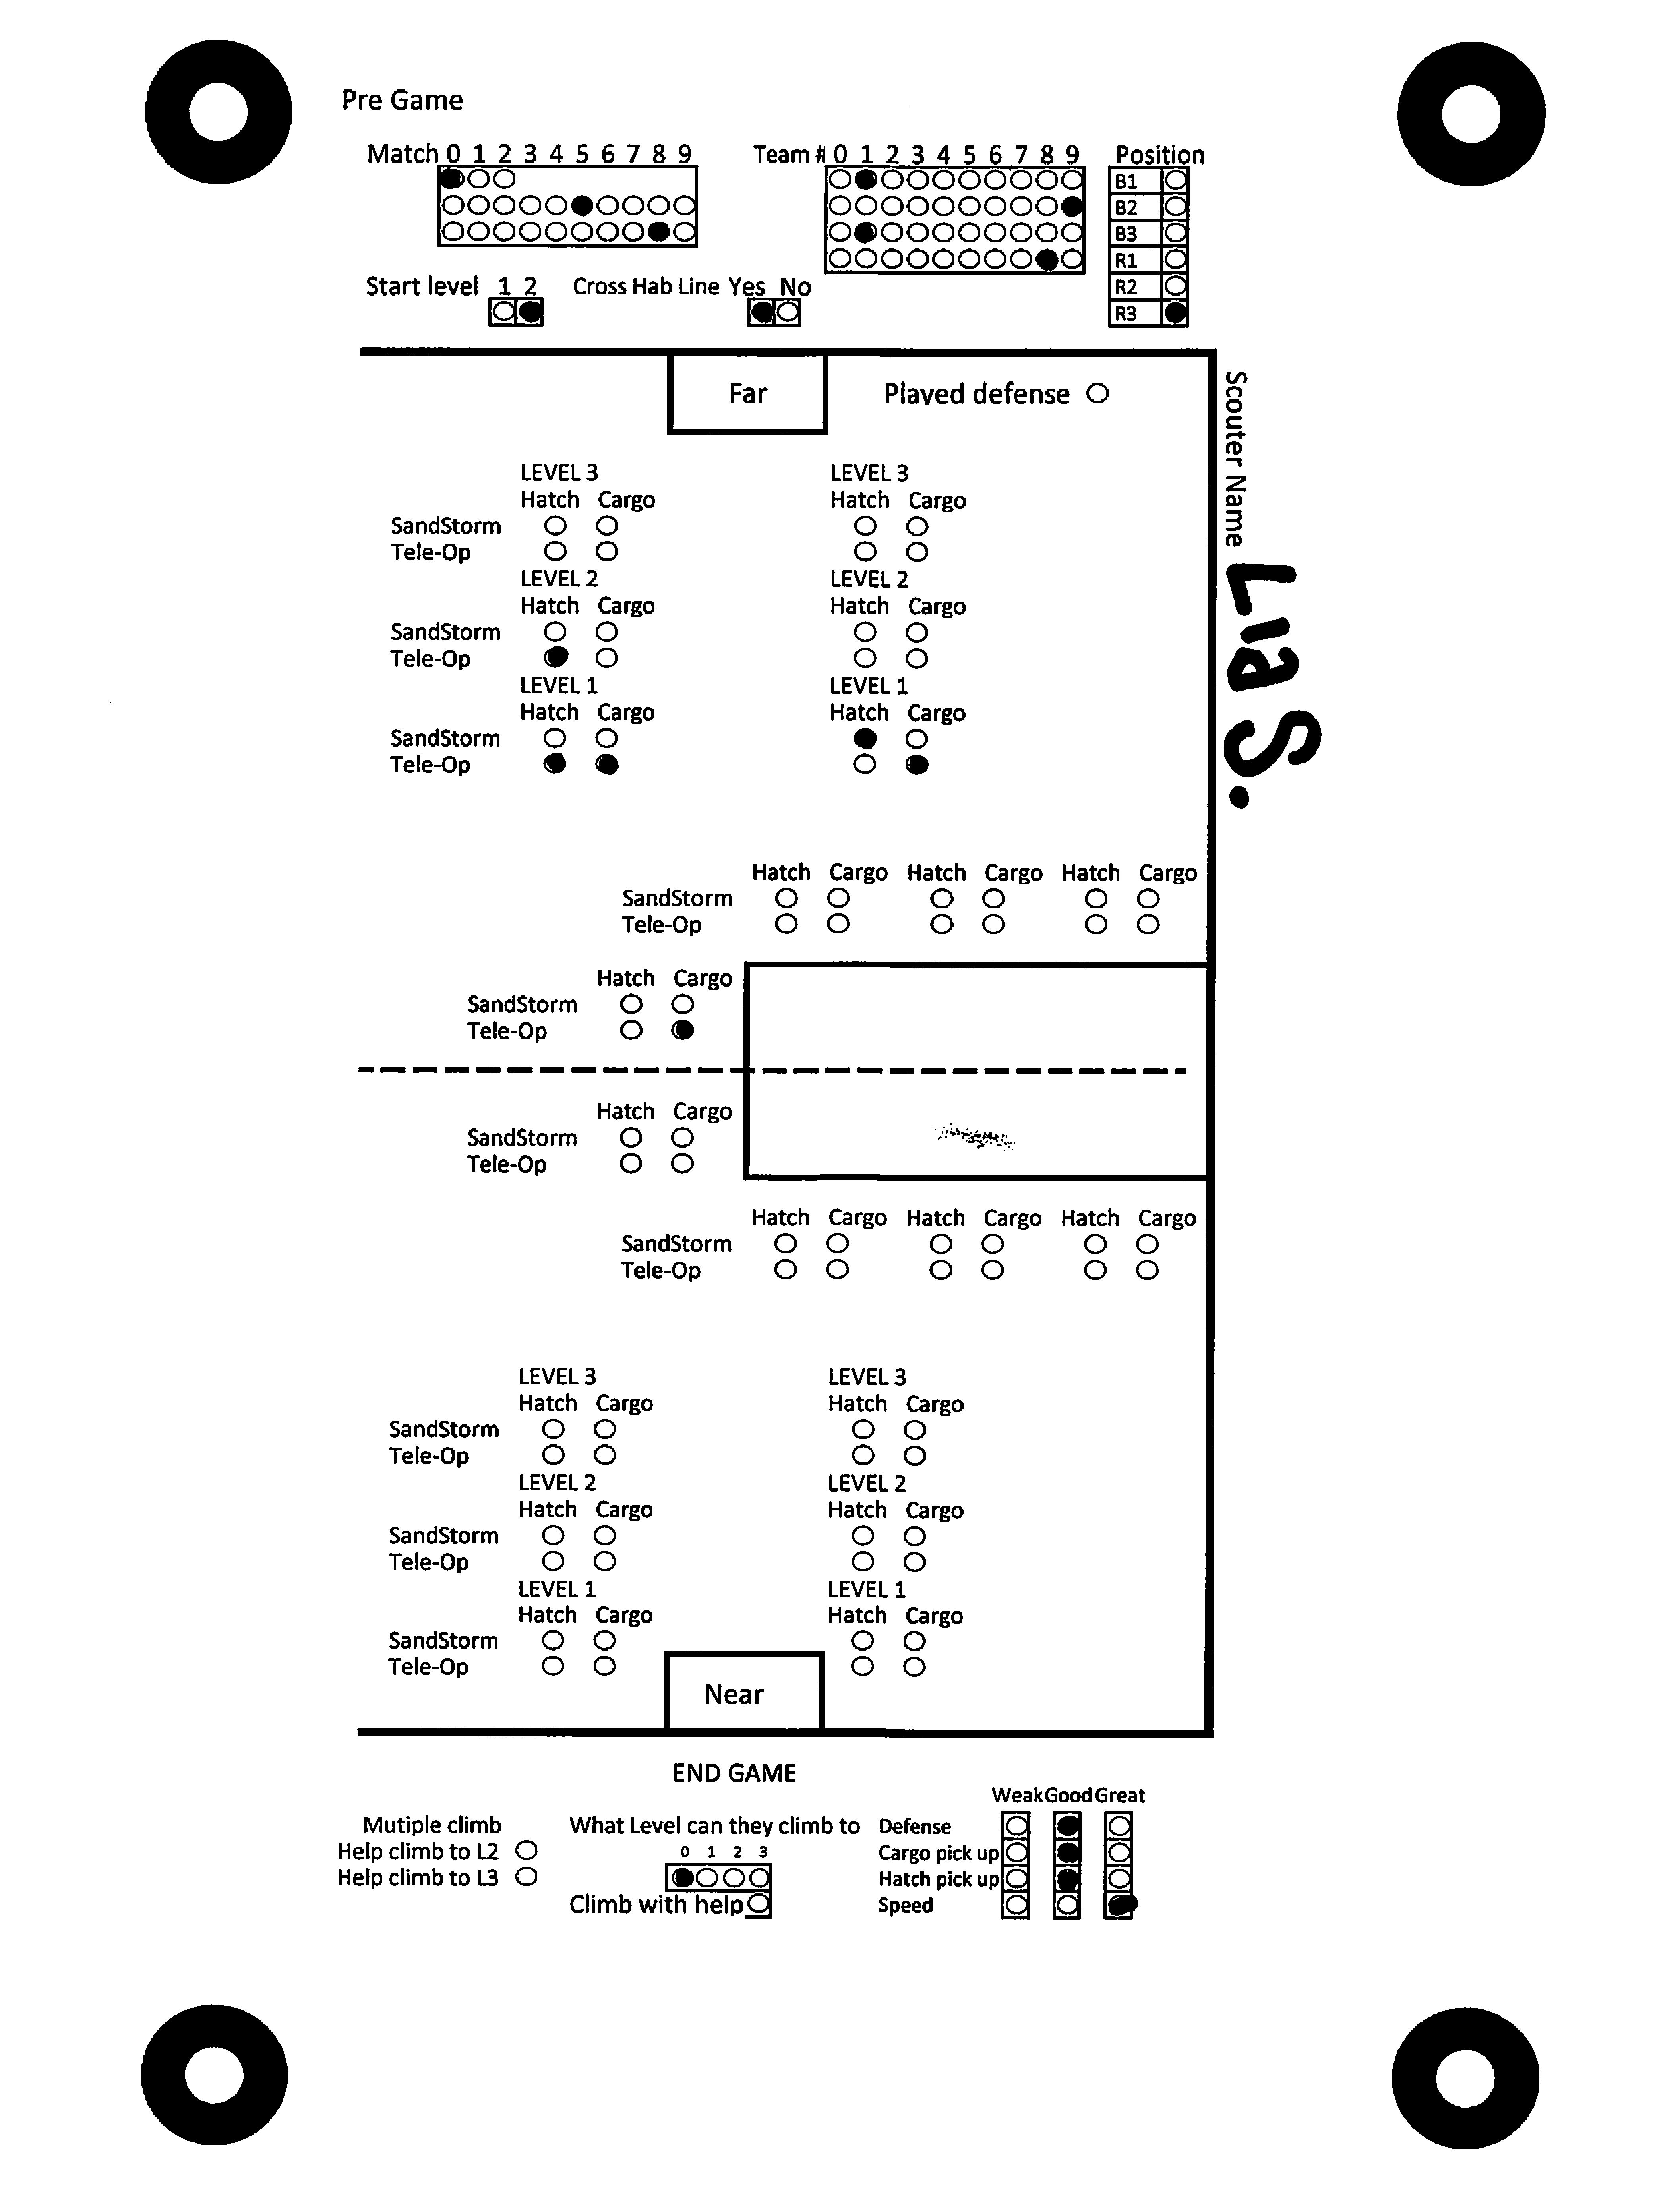 Pre Game
Match 0 1 2 3 4 5 6 7 8 9
Team # 0 1 2 3 4 5 6 7 8 9
Position
B1
B2
B3
R1
R2
R3
Start level 1 2
Cross Hab Line Yes No
Far
Played defense
Scouter Name Lia S.
LEVEL 3 LEVEL 3
Hatch Cargo Hatch Cargo
SandStorm
Tele-Op
LEVEL 2 LEVEL 2
Hatch Cargo Hatch Cargo
SandStorm
Tele-Op
LEVEL 1 LEVEL 1
Hatch Cargo Hatch Cargo
SandStorm
Tele-Op
Hatch Cargo Hatch Cargo Hatch Cargo
SandStorm
Tele-Op
Hatch Cargo
SandStorm
Tele-Op
Hatch Cargo
SandStorm
Tele-Op
Hatch Cargo Hatch Cargo Hatch Cargo
SandStorm
Tele-Op
LEVEL 3 LEVEL 3
Hatch Cargo Hatch Cargo
SandStorm
Tele-Op
LEVEL 2 LEVEL 2
Hatch Cargo Hatch Cargo
SandStorm
Tele-Op
LEVEL 1 LEVEL 1
Hatch Cargo Hatch Cargo
SandStorm
Tele-Op
Near
END GAME
Mutiple climb
Help climb to L2
Help climb to L3
What Level can they climb to
0 1 2 3
Climb with help
Weak Good Great
Defense
Cargo pick up
Hatch pick up
Speed